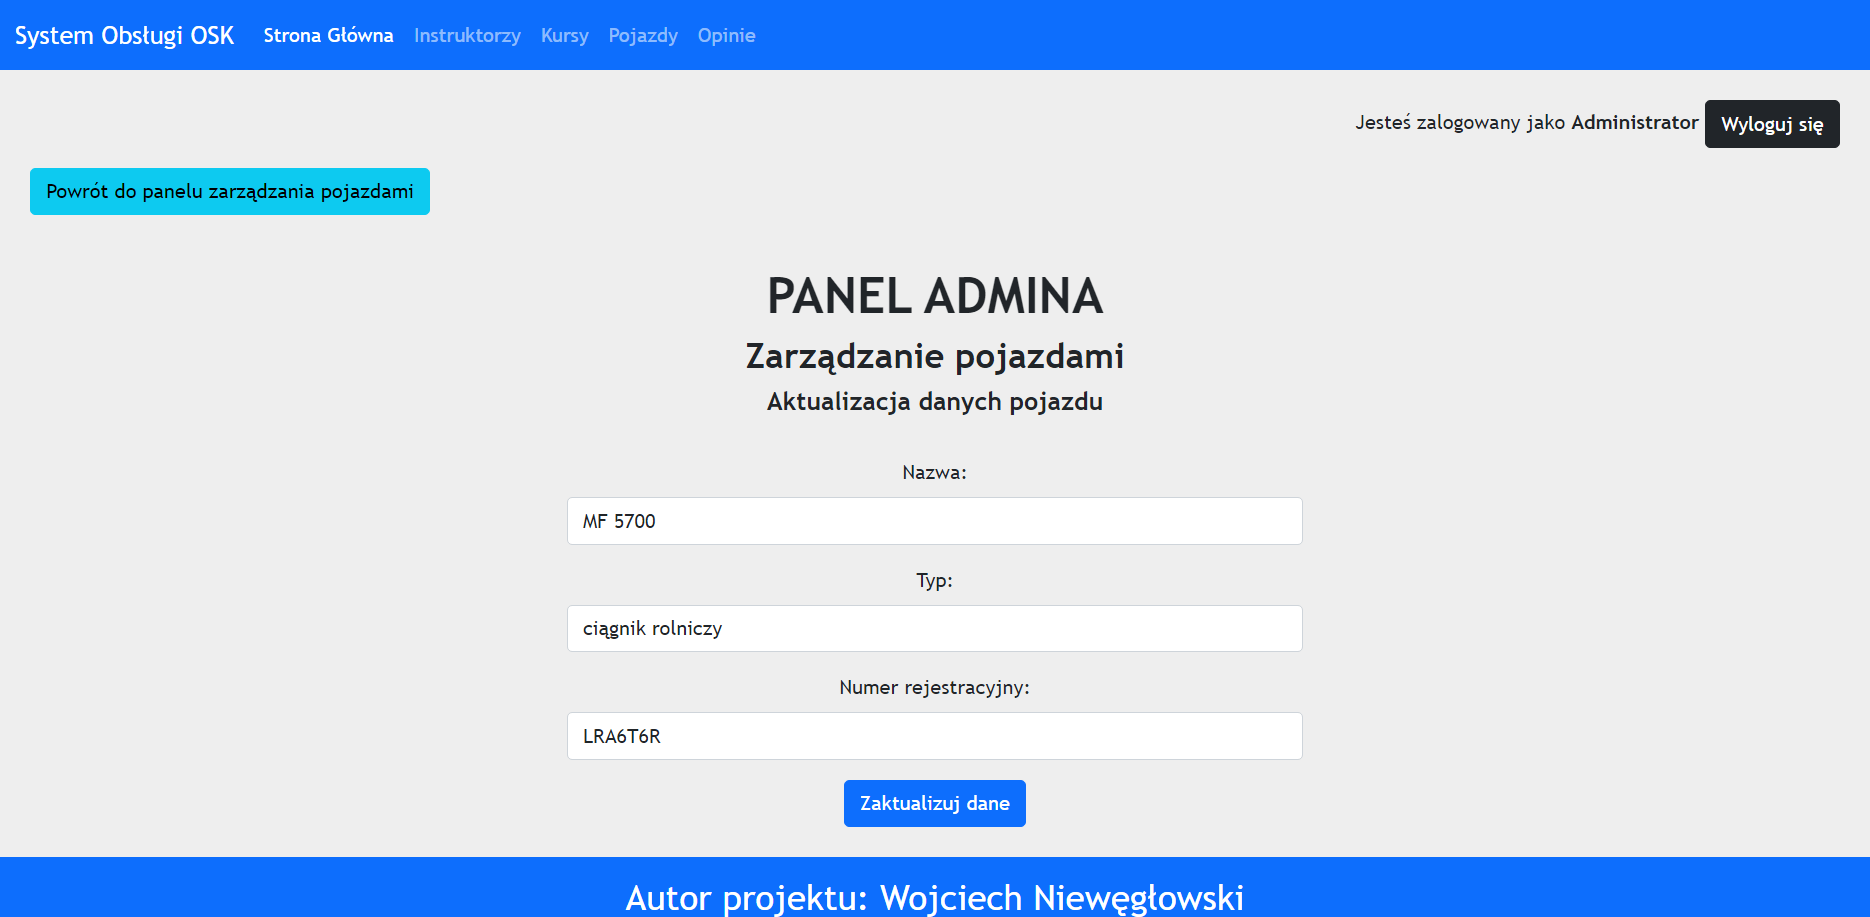 System Obsługi OSK Strona Główna Instruktorzy Kursy Pojazdy Opinie
Jesteś zalogowany jako Administrator Wyloguj się
Powrót do panelu zarządzania pojazdami
PANEL ADMINA
Zarządzanie pojazdami
Aktualizacja danych pojazdu
Nazwa:
MF 5700
Typ:
ciągnik rolniczy
Numer rejestracyjny:
LRA6T6R
Zaktualizuj dane
Autor projektu: Wojciech Niewęgłowski